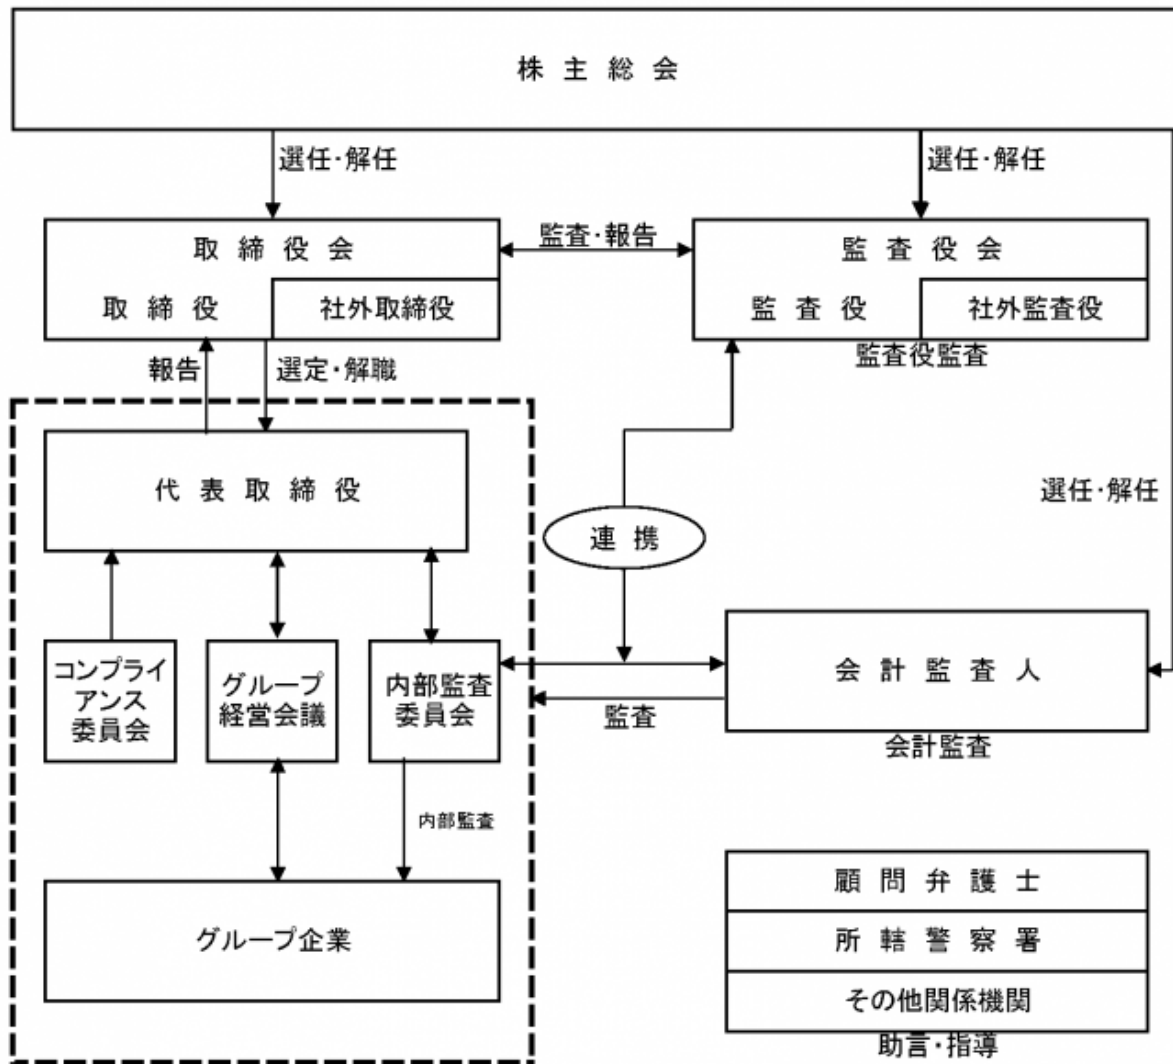 株主総会
選任・解任
選任・解任
取締役会
監査・報告
監査役会
取締役
社外取締役
監査役
社外監査役
監査役監査
報告
選定・解職
代表取締役
選任・解任
連携
コンプライ
アンス
委員会
グループ
経営会議
内部監査
委員会
会計監査人
監査
会計監査
内部監査
顧問弁護士
グループ企業
所轄警察署
その他関係機関
助言・指導